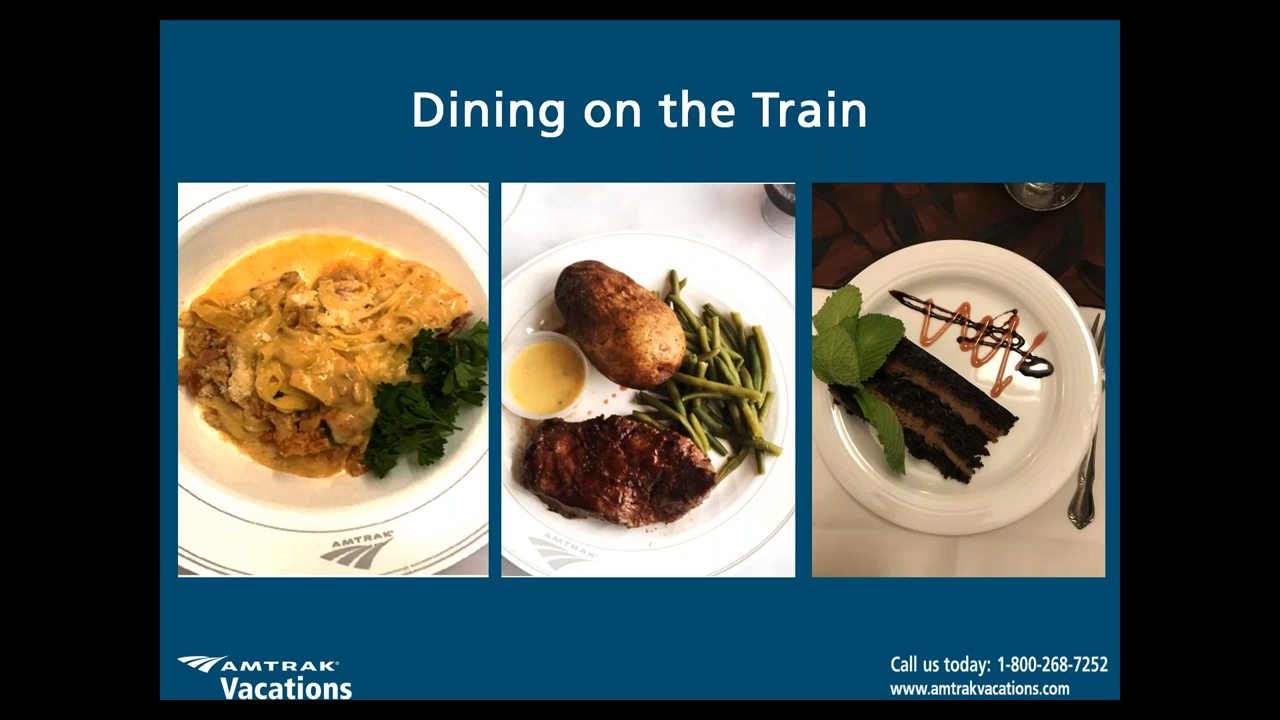 Dining on the Train
AMTRAK
AMTRAK
AMTRAK®
Vacations
Call us today: 1-800-268-7252
www.amtrakvacations.com